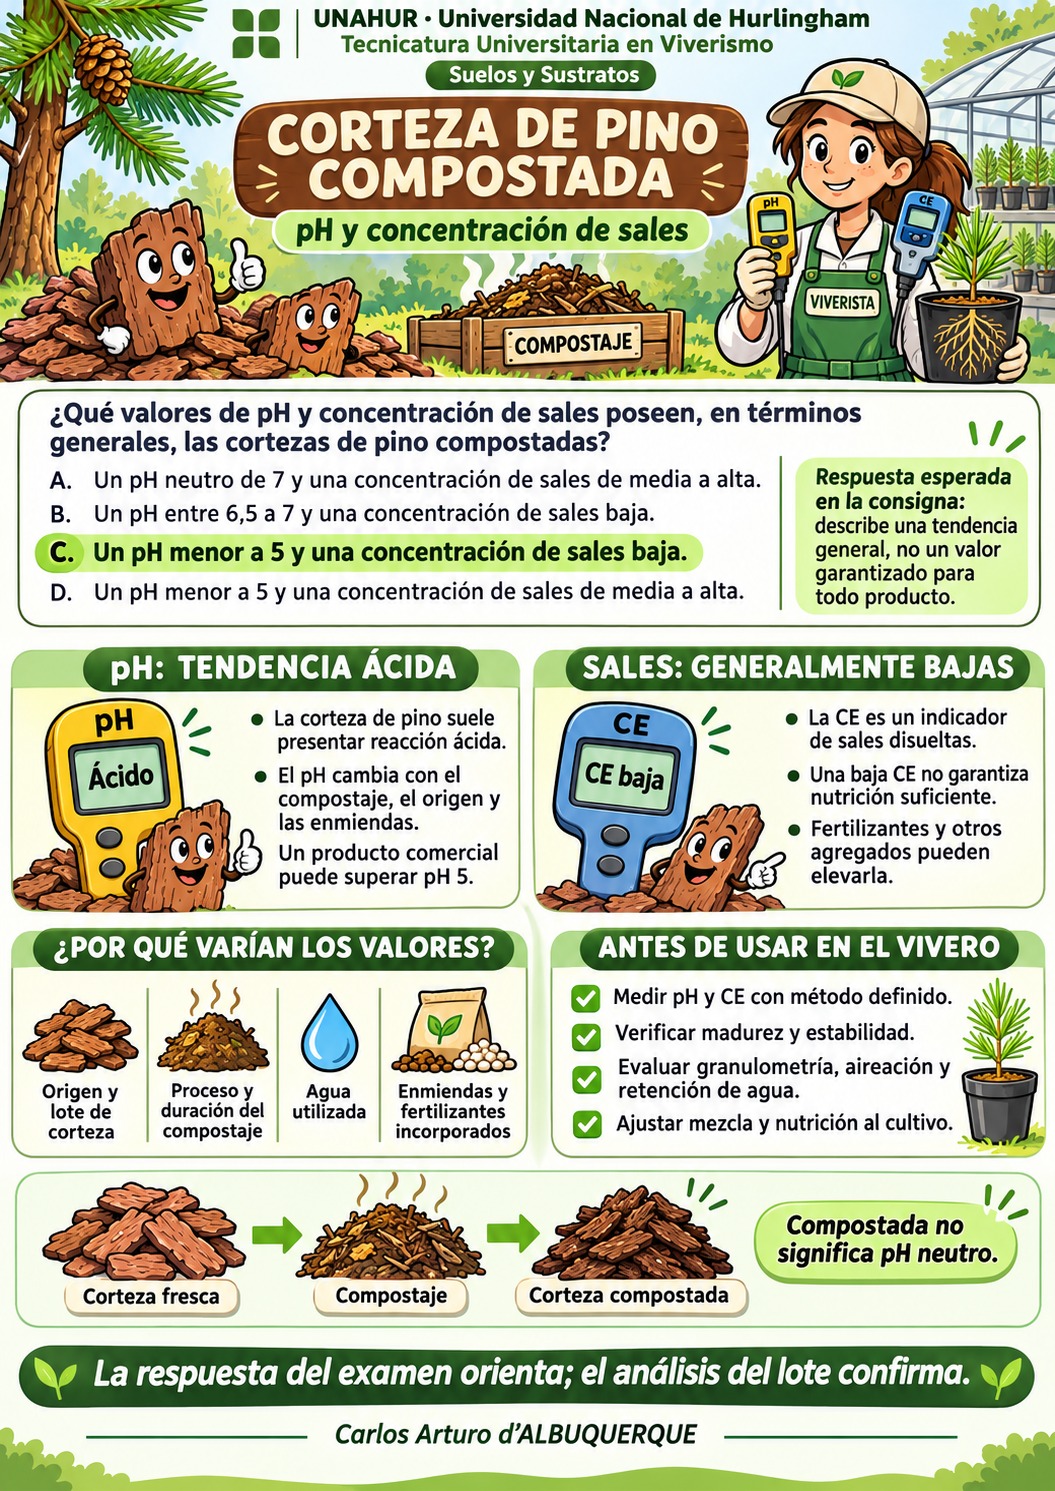 UNAHUR · Universidad Nacional de Hurlingham
Tecnicatura Universitaria en Viverismo
Suelos y Sustratos
CORTEZA DE PINO
COMPOSTADA
pH y concentración de sales
pH
CE
VIVERISTA
COMPOSTAJE
¿Qué valores de pH y concentración de sales poseen, en términos
generales, las cortezas de pino compostadas?
A. Un pH neutro de 7 y una concentración de sales de media a alta.
B. Un pH entre 6,5 a 7 y una concentración de sales baja.
C. Un pH menor a 5 y una concentración de sales baja.
D. Un pH menor a 5 y una concentración de sales de media a alta.
Respuesta esperada
en la consigna:
describe una tendencia
general, no un valor
garantizado para
todo producto.
pH: TENDENCIA ÁCIDA
pH
Ácido
• La corteza de pino suele
presentar reacción ácida.
• El pH cambia con el
compostaje, el origen y
las enmiendas.
Un producto comercial
puede superar pH 5.
SALES: GENERALMENTE BAJAS
CE
CE baja
• La CE es un indicador
de sales disueltas.
• Una baja CE no garantiza
nutrición suficiente.
• Fertilizantes y otros
agregados pueden
elevarla.
¿POR QUÉ VARÍAN LOS VALORES?
Origen y
lote de
corteza
Proceso y
duración del
compostaje
Agua
utilizada
Enmiendas y
fertilizantes
incorporados
ANTES DE USAR EN EL VIVERO
Medir pH y CE con método definido.
Verificar madurez y estabilidad.
Evaluar granulometría, aireación y
retención de agua.
Ajustar mezcla y nutrición al cultivo.
Corteza fresca
Compostaje
Corteza compostada
Compostada no
significa pH neutro.
La respuesta del examen orienta; el análisis del lote confirma.
Carlos Arturo d'ALBUQUERQUE